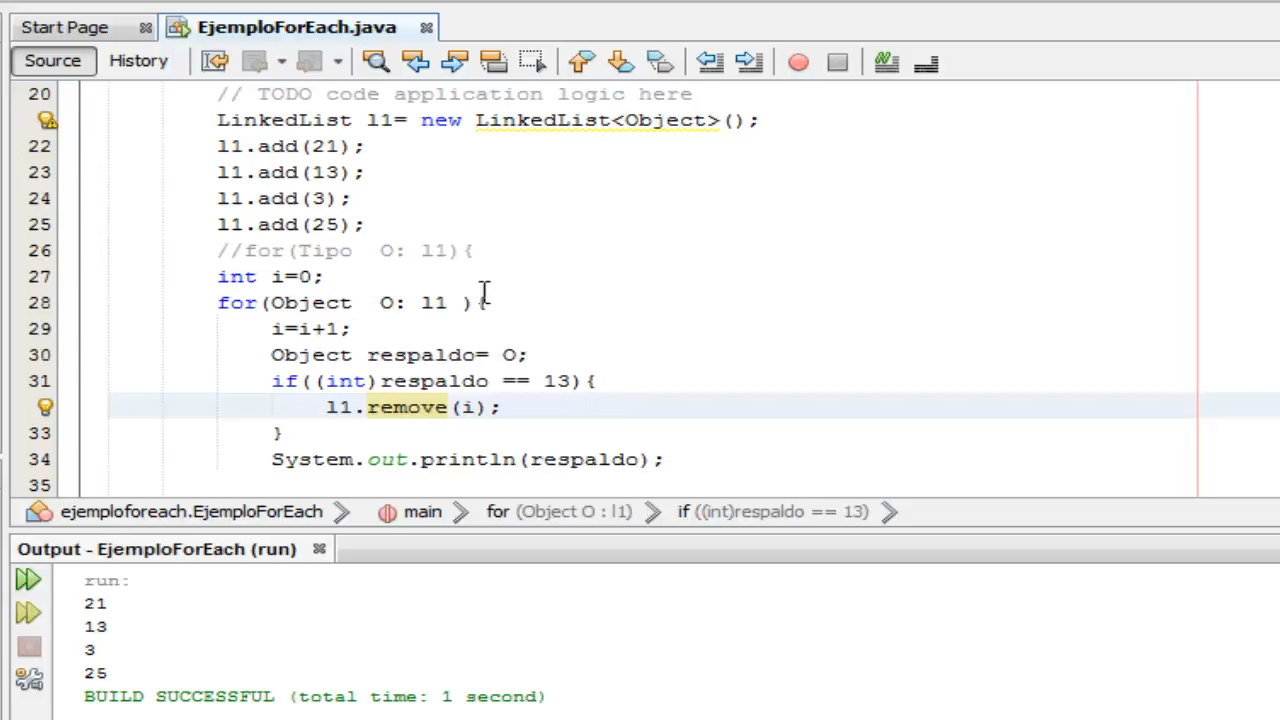 Start Page EjemploForEach.java
Source History
20 // TODO code application logic here
LinkedList l1= new LinkedList<Object>();
22 l1.add(21);
23 l1.add(13);
24 l1.add(3);
25 l1.add(25);
26 //for(Tipo  O: l1){
27 int i=0;
28 for(Object  O: l1 ){
29 i=i+1;
30 Object respaldo= O;
31 if((int)respaldo == 13){
l1.remove(i);
33 }
34 System.out.println(respaldo);
35
ejemploforeach.EjemploForEach main for (Object O : l1) if ((int)respaldo == 13)
Output - EjemploForEach (run)
run:
21
13
3
25
BUILD SUCCESSFUL (total time: 1 second)